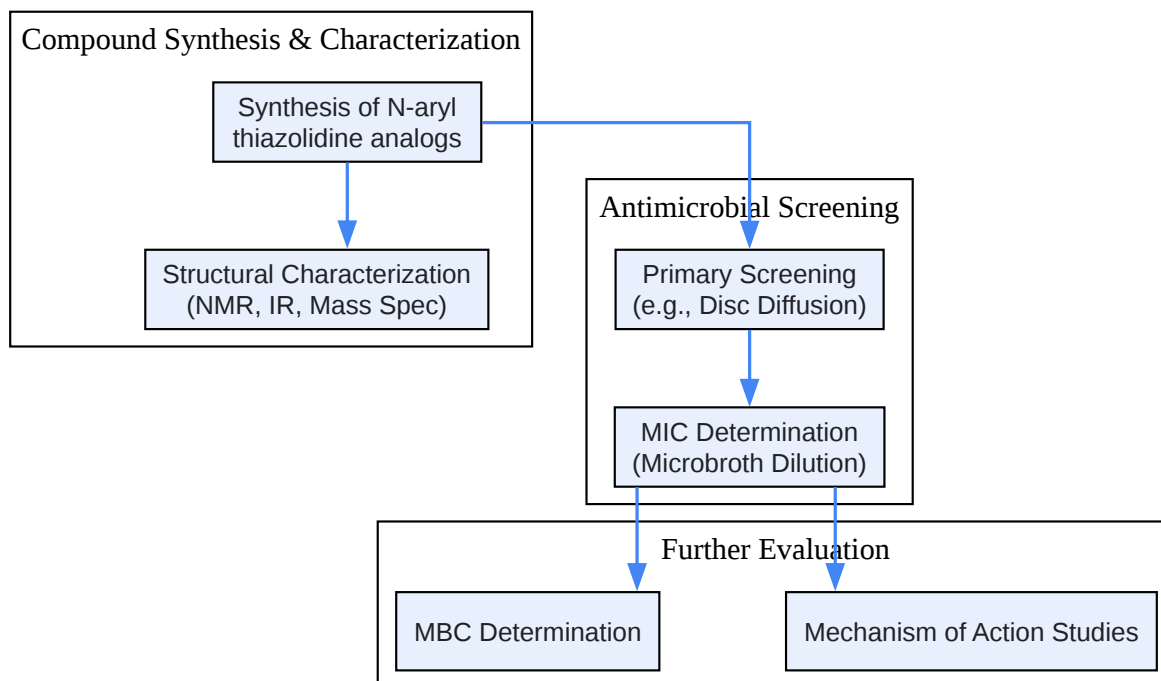 Compound Synthesis & Characterization
Synthesis of N-aryl
thiazolidine analogs
Structural Characterization
(NMR, IR, Mass Spec)
Antimicrobial Screening
Primary Screening
(e.g., Disc Diffusion)
MIC Determination
(Microbroth Dilution)
Further Evaluation
MBC Determination
Mechanism of Action Studies